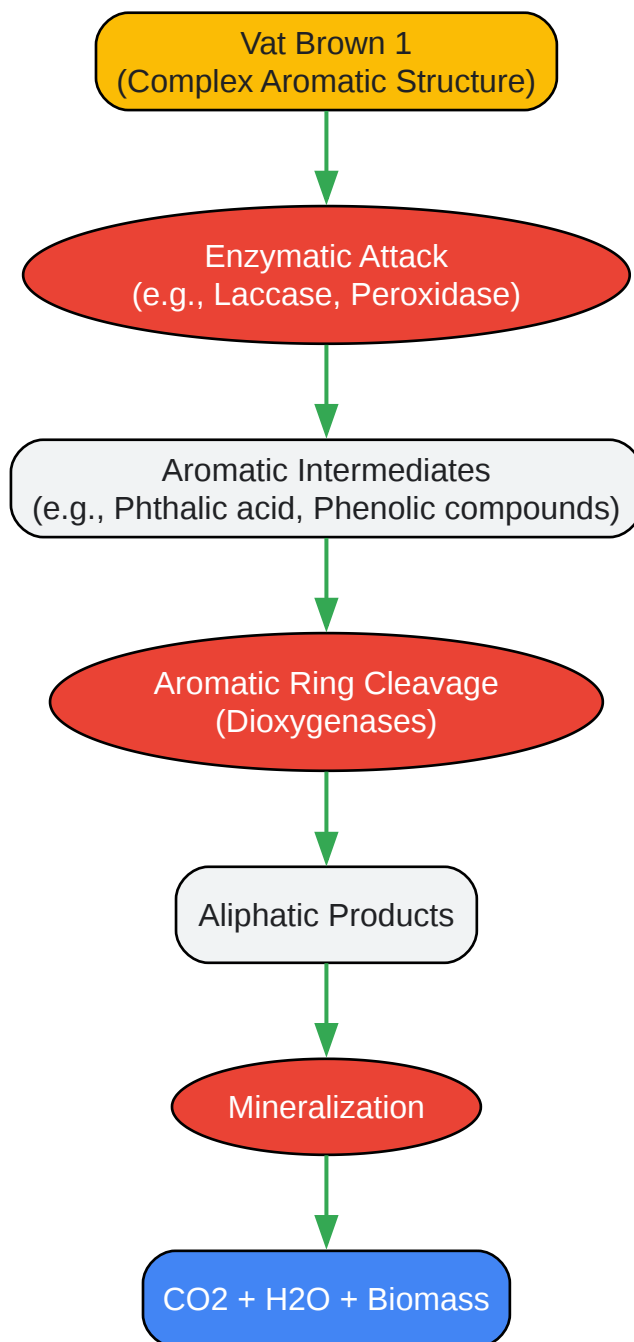 Vat Brown 1
(Complex Aromatic Structure)
Enzymatic Attack
(e.g., Laccase, Peroxidase)
Aromatic Intermediates
(e.g., Phthalic acid, Phenolic compounds)
Aromatic Ring Cleavage
(Dioxygenases)
Aliphatic Products
Mineralization
CO2 + H2O + Biomass